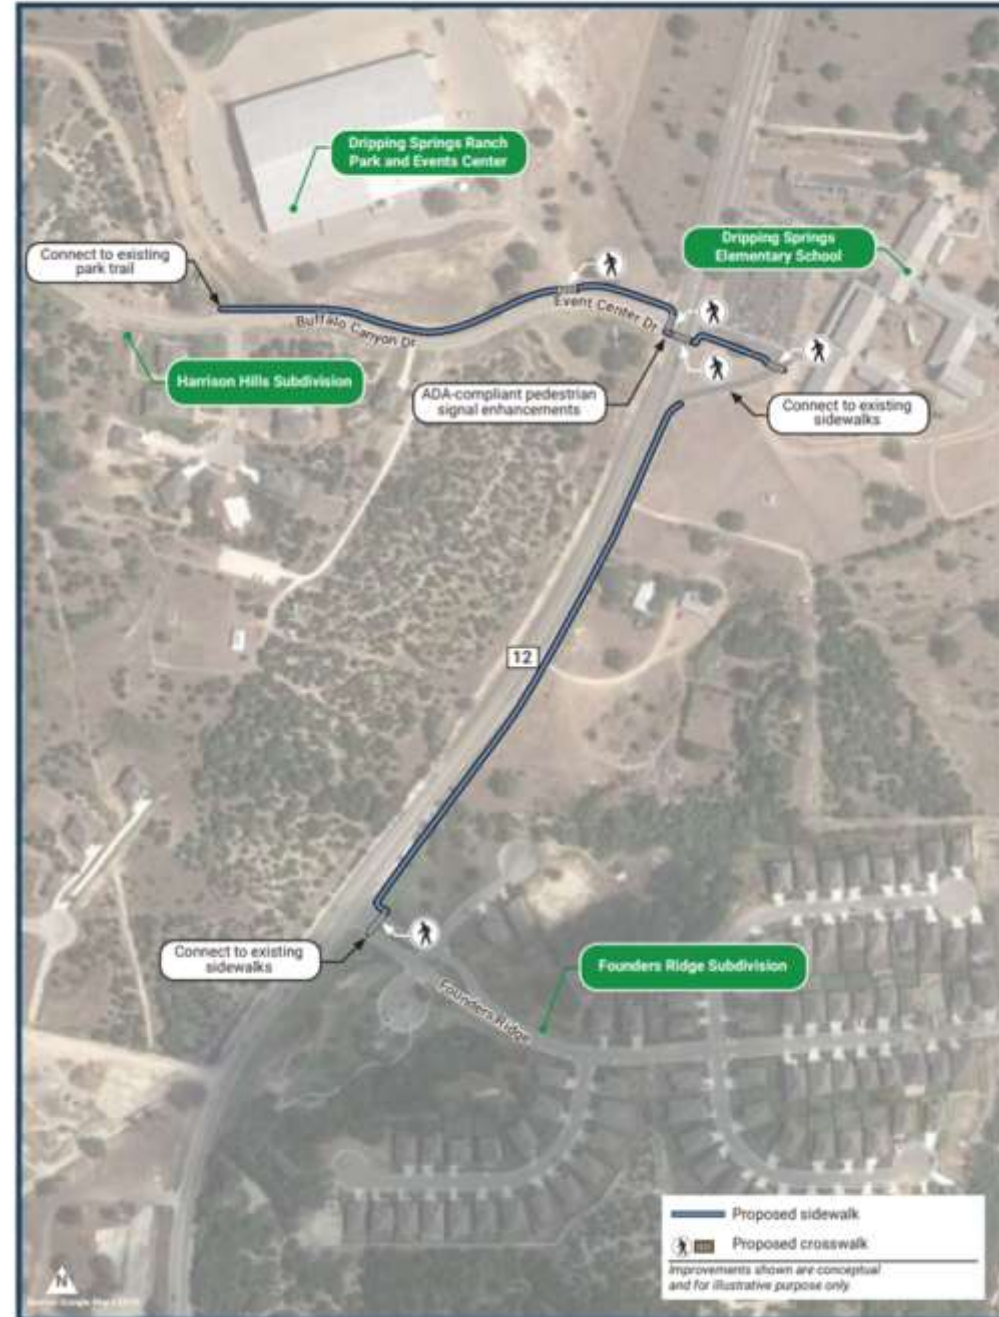 Dripping Springs Ranch
Park and Events Center
Dripping Springs
Elementary School
Connect to existing
park trail
Event Center Dr
Buffalo Canyon Dr
Harrison Hills Subdivision
ADA-compliant pedestrian
signal enhancements
Connect to existing
sidewalks
12
Connect to existing
sidewalks
Founders Ridge Subdivision
Founders Ridge
Proposed sidewalk
Proposed crosswalk
Improvements shown are conceptual
and for illustrative purpose only
N
Google